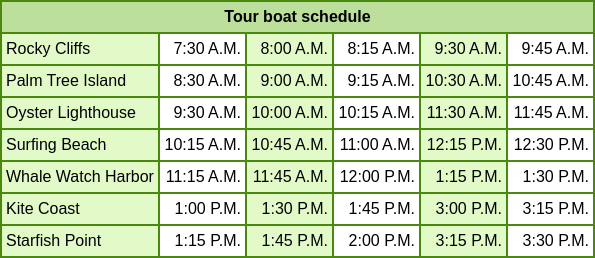 Tour boat schedule
Rocky Cliffs 7:30 A.M. 8:00 A.M. 8:15 A.M. 9:30 A.M. 9:45 A.M.
Palm Tree Island 8:30 A.M. 9:00 A.M. 9:15 A.M. 10:30 A.M. 10:45 A.M.
Oyster Lighthouse 9:30 A.M. 10:00 A.M. 10:15 A.M. 11:30 A.M. 11:45 A.M.
Surfing Beach 10:15 A.M. 10:45 A.M. 11:00 A.M. 12:15 P.M. 12:30 P.M.
Whale Watch Harbor 11:15 A.M. 11:45 A.M. 12:00 P.M. 1:15 P.M. 1:30 P.M.
Kite Coast 1:00 P.M. 1:30 P.M. 1:45 P.M. 3:00 P.M. 3:15 P.M.
Starfish Point 1:15 P.M. 1:45 P.M. 2:00 P.M. 3:15 P.M. 3:30 P.M.